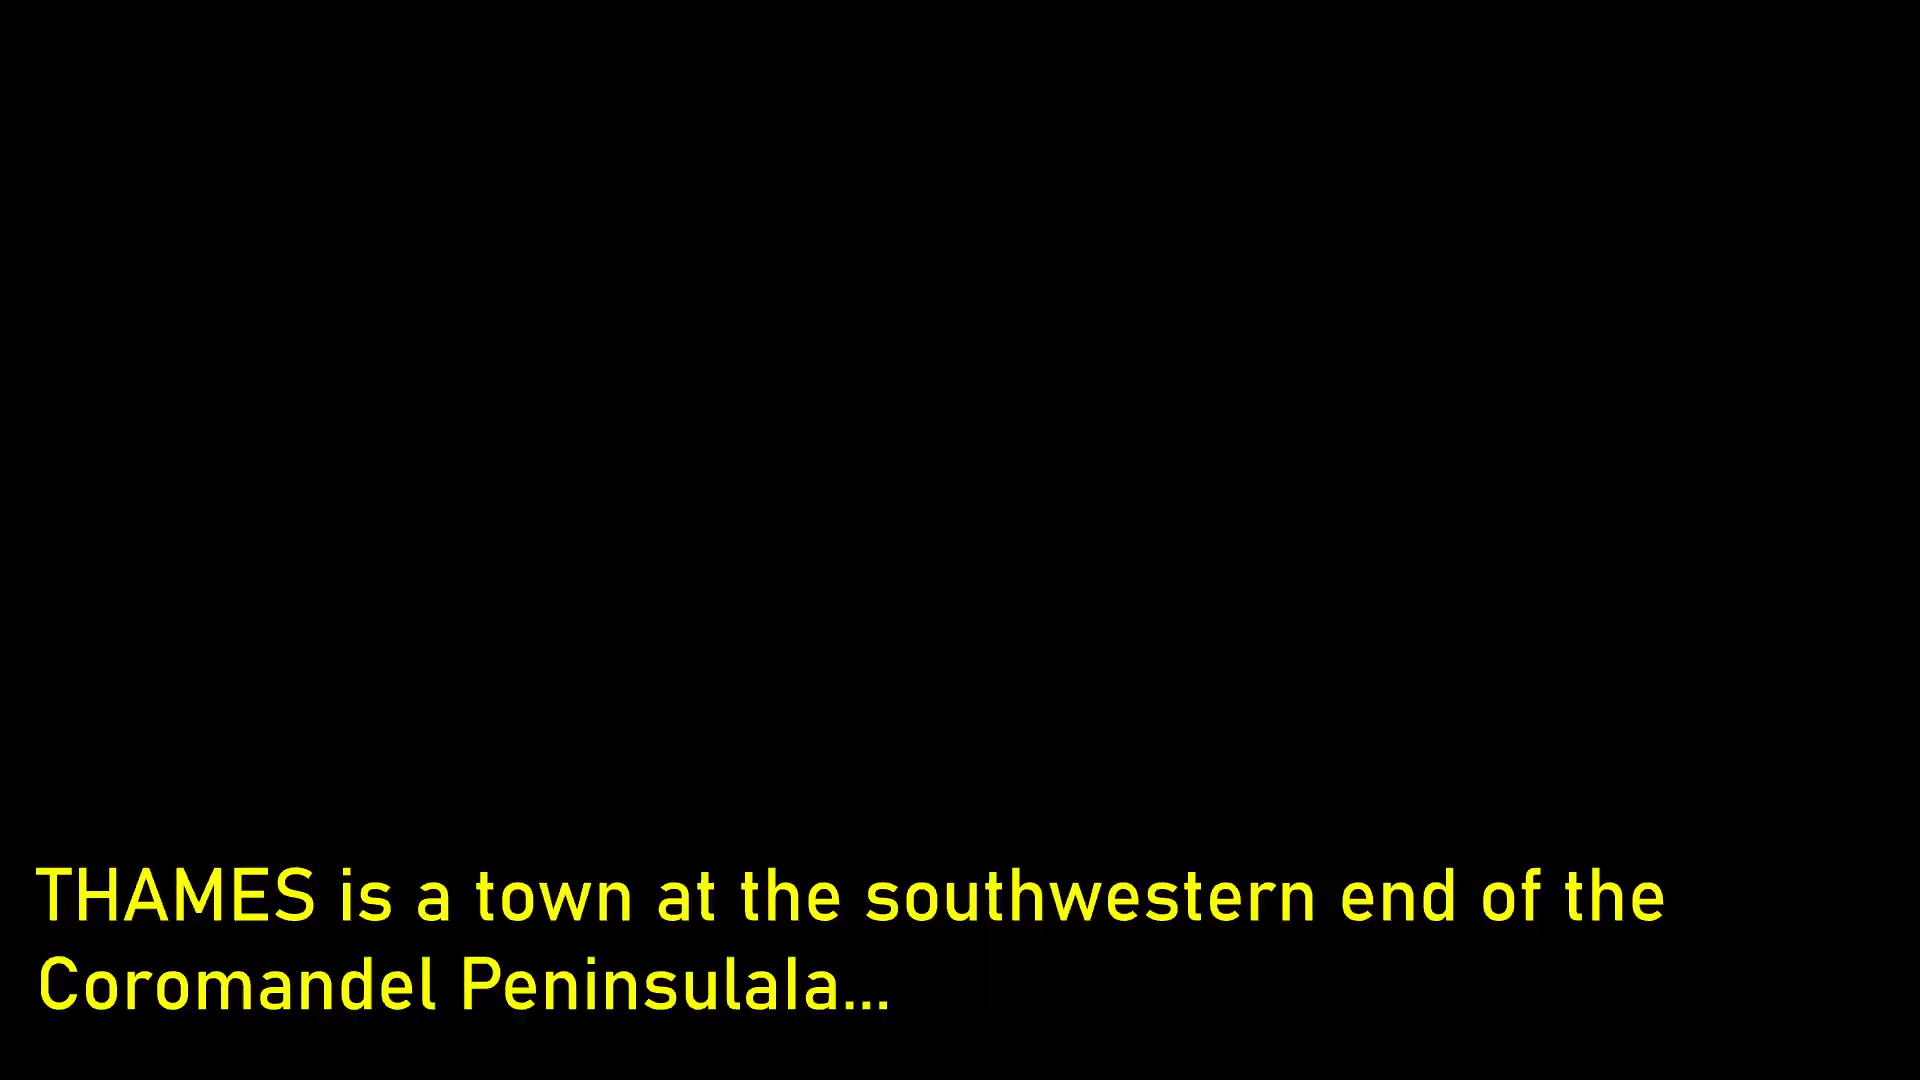 THAMES is a town at the southwestern end of the
Coromandel Peninsulala...